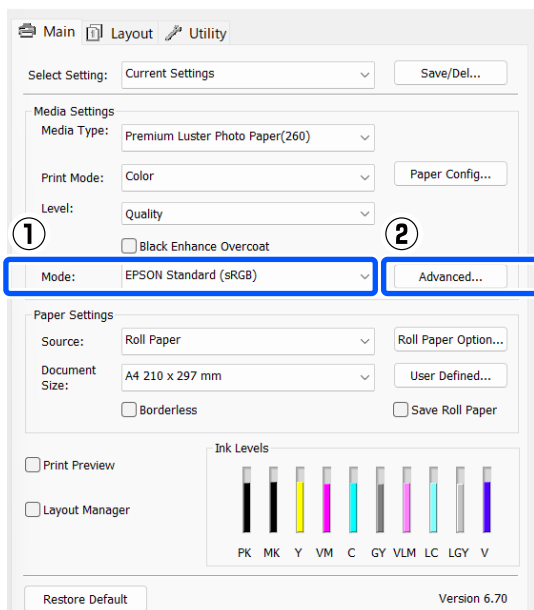 Main Layout Utility
Select Setting: Current Settings Save/Del...
Media Settings
Media Type: Premium Luster Photo Paper(260)
Print Mode: Color Paper Config...
Level: Quality
① ②
Black Enhance Overcoat
Mode: EPSON Standard (sRGB) Advanced...
Paper Settings
Source: Roll Paper Roll Paper Option...
Document
Size: A4 210 x 297 mm User Defined...
Borderless Save Roll Paper
Ink Levels
Print Preview
Layout Manager
PK MK Y VM C GY VLM LC LGY V
Restore Default Version 6.70